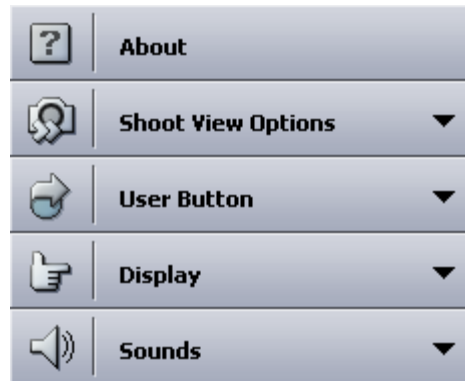 ?
About
Shoot View Options
User Button
Display
Sounds